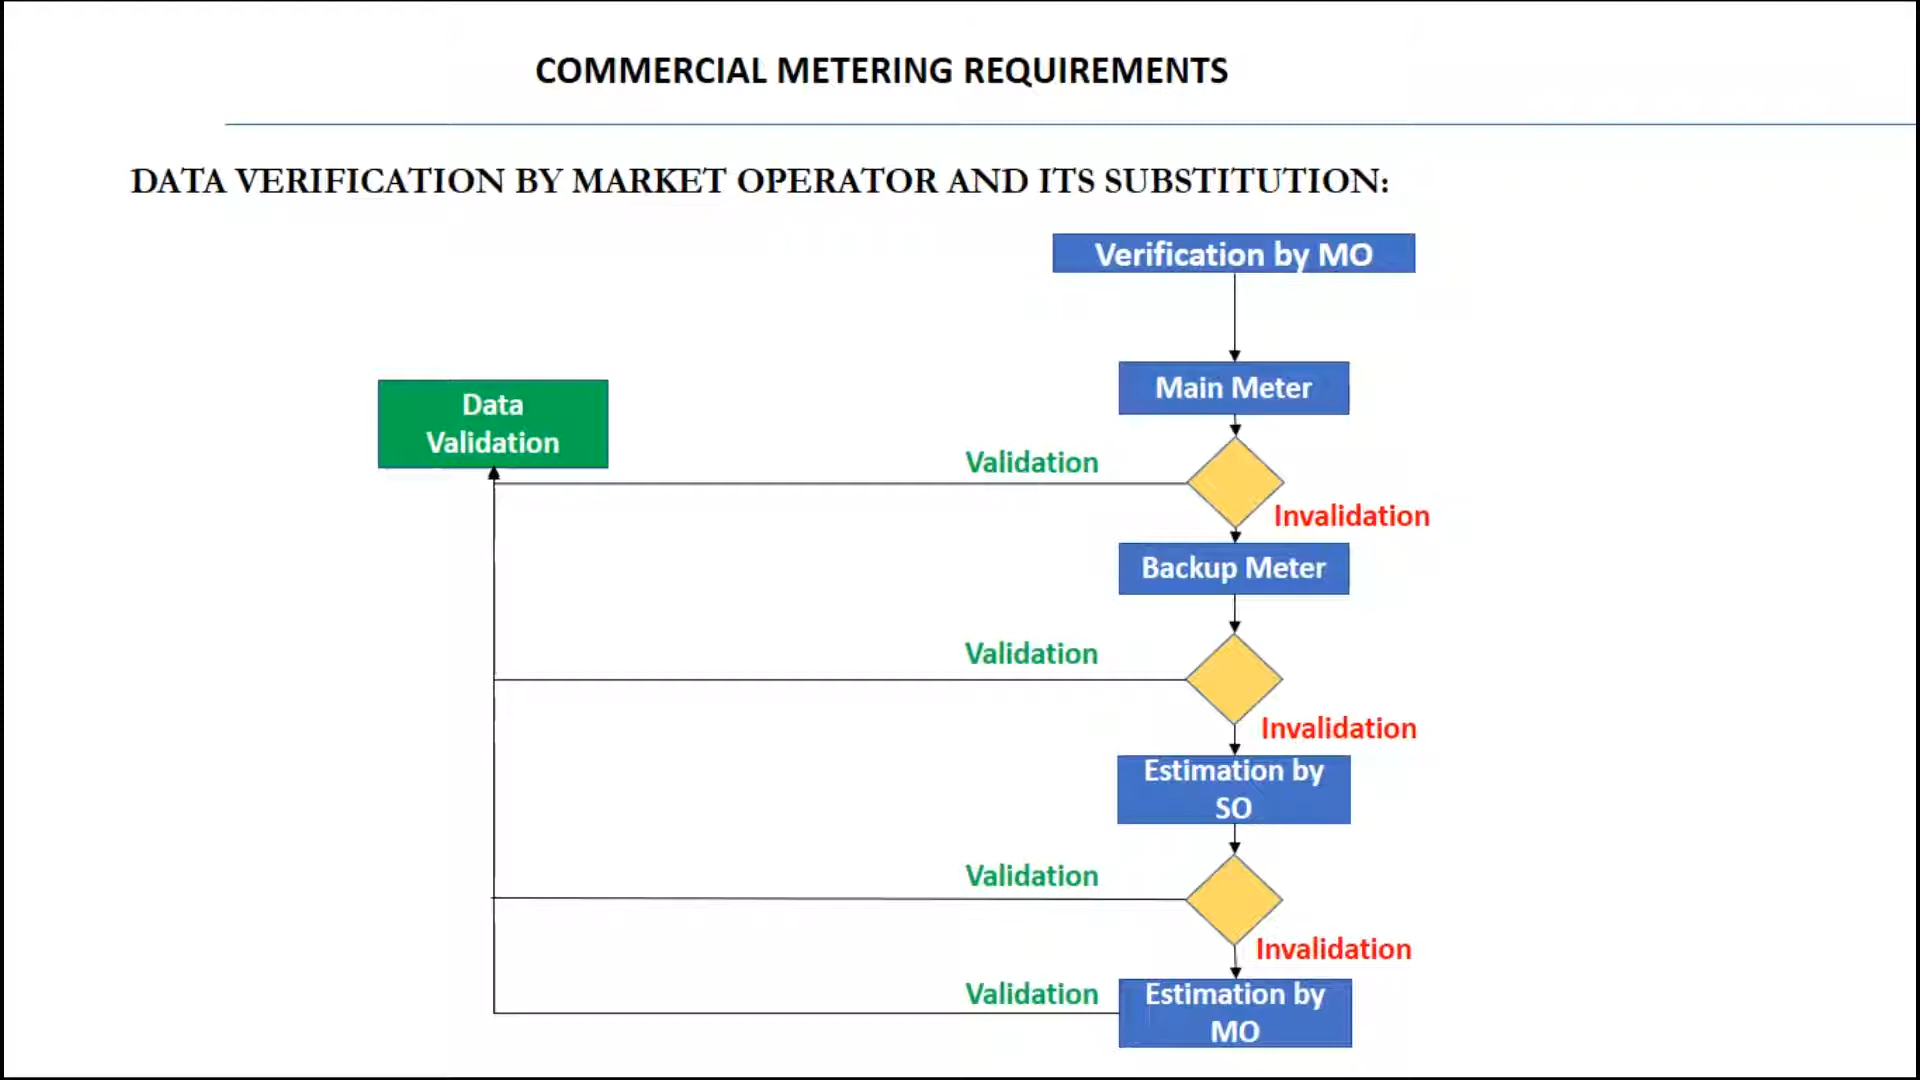 COMMERCIAL METERING REQUIREMENTS
DATA VERIFICATION BY MARKET OPERATOR AND ITS SUBSTITUTION:
Verification by MO
Main Meter
Data
Validation
Validation
Invalidation
Backup Meter
Validation
Invalidation
Estimation by
SO
Validation
Invalidation
Validation
Estimation by
MO